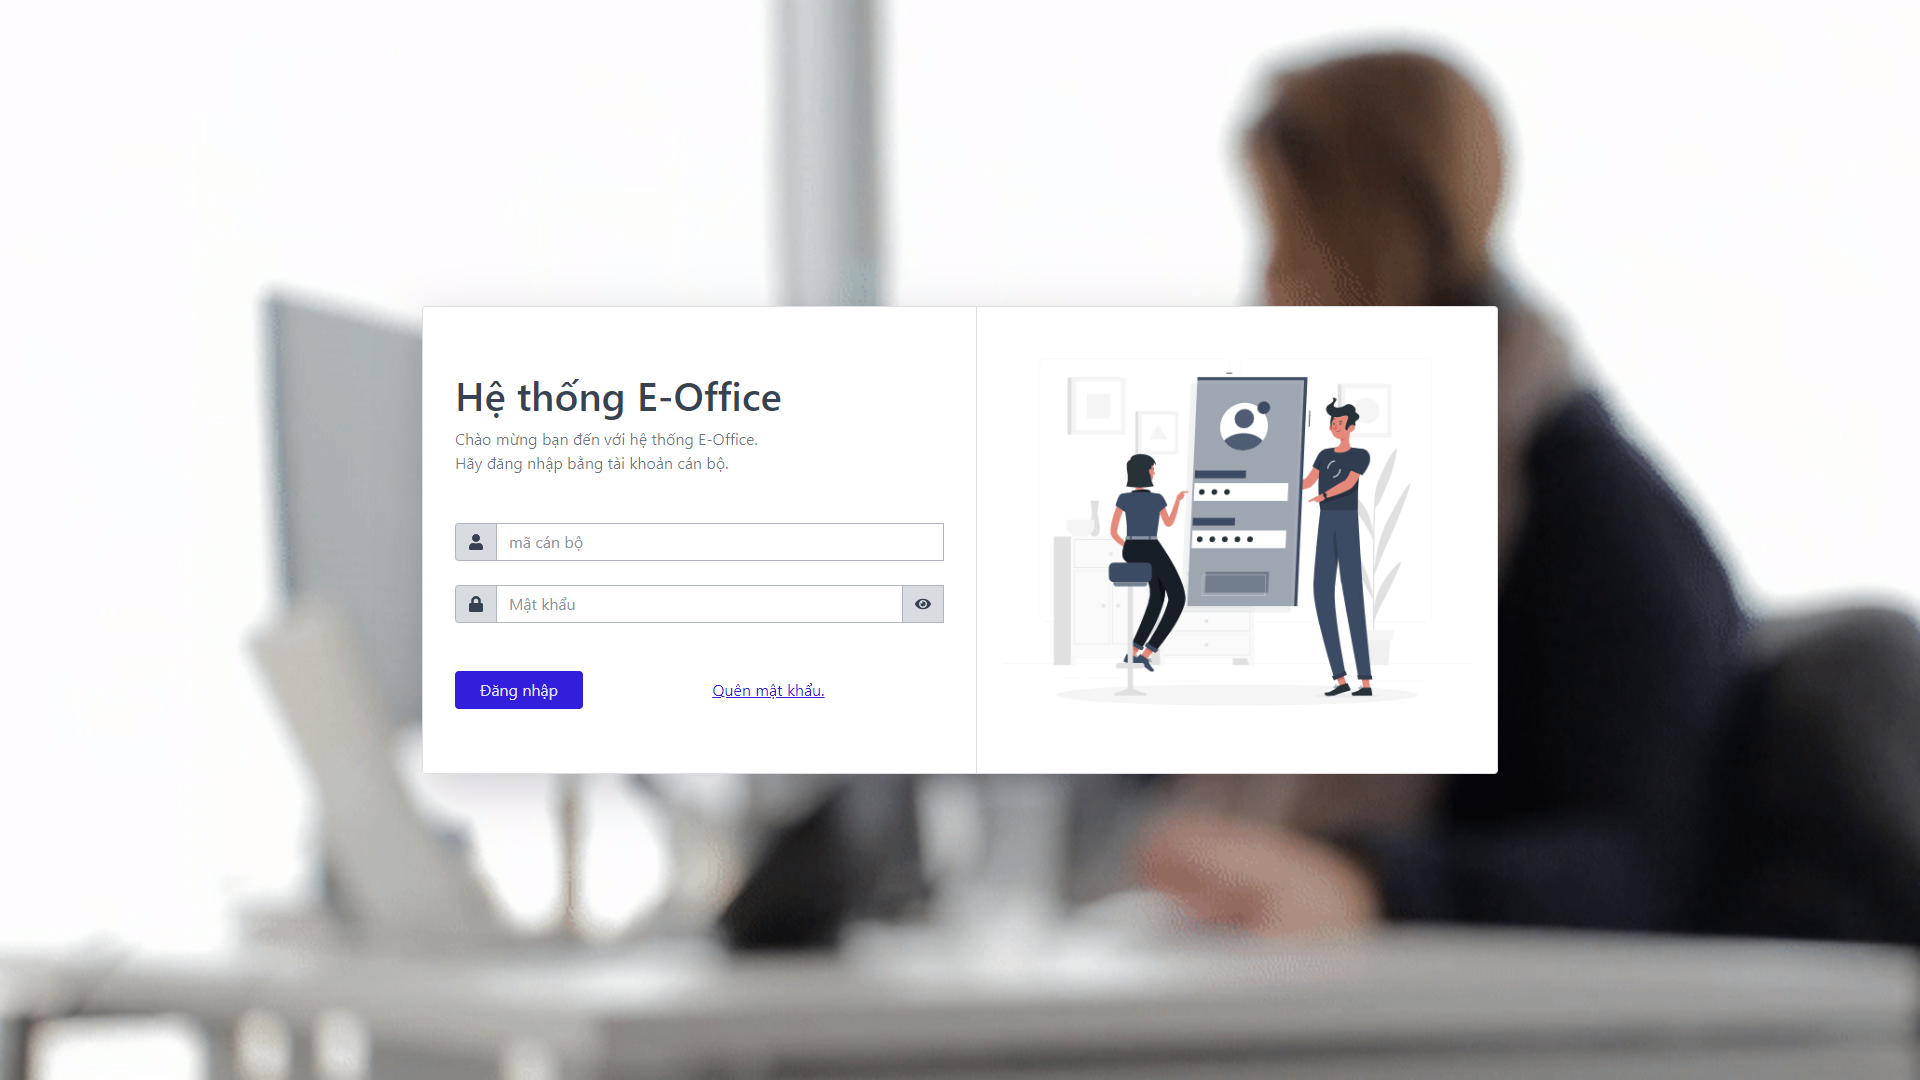 Hệ thống E-Office
Chào mừng bạn đến với hệ thống E-Office.
Hãy đăng nhập bằng tài khoản cán bộ.
mã cán bộ
Mật khẩu
Đăng nhập
Quên mật khẩu.